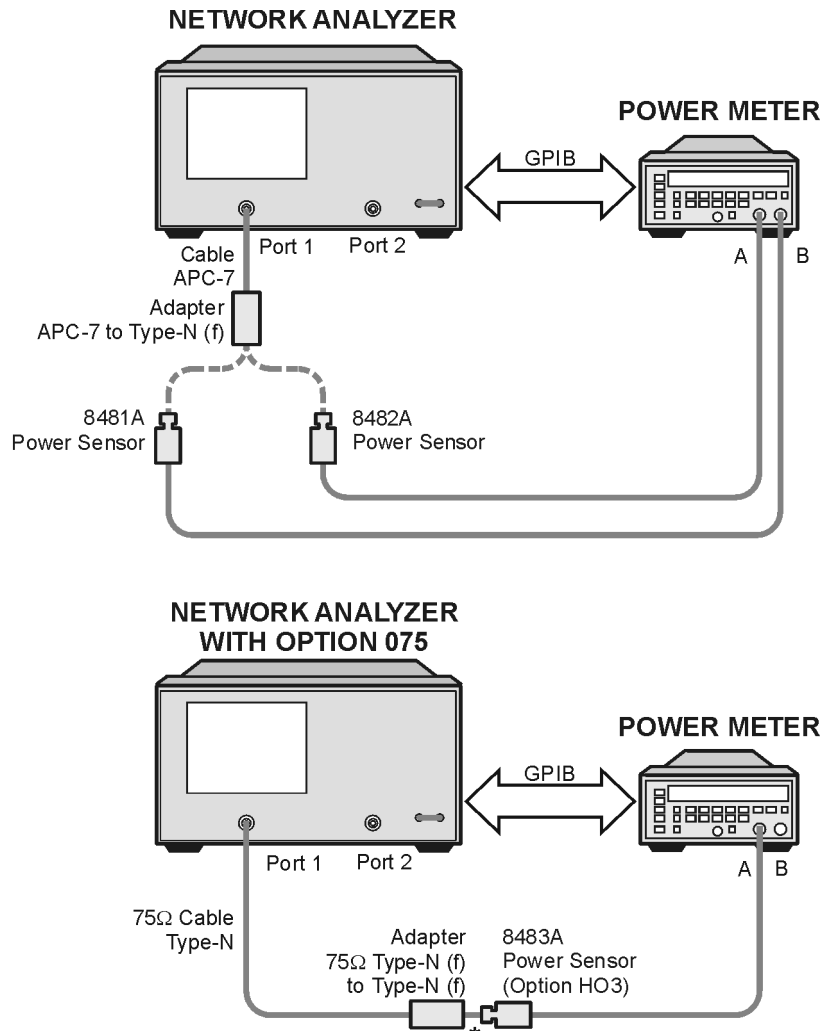 NETWORK ANALYZER
POWER METER
GPIB
Port 1
Port 2
A
B
Cable
APC-7
Adapter
APC-7 to Type-N (f)
8481A
Power Sensor
8482A
Power Sensor
NETWORK ANALYZER
WITH OPTION 075
POWER METER
GPIB
Port 1
Port 2
A
B
75Ω Cable
Type-N
Adapter
75Ω Type-N (f)
to Type-N (f)
8483A
Power Sensor
(Option HO3)
*